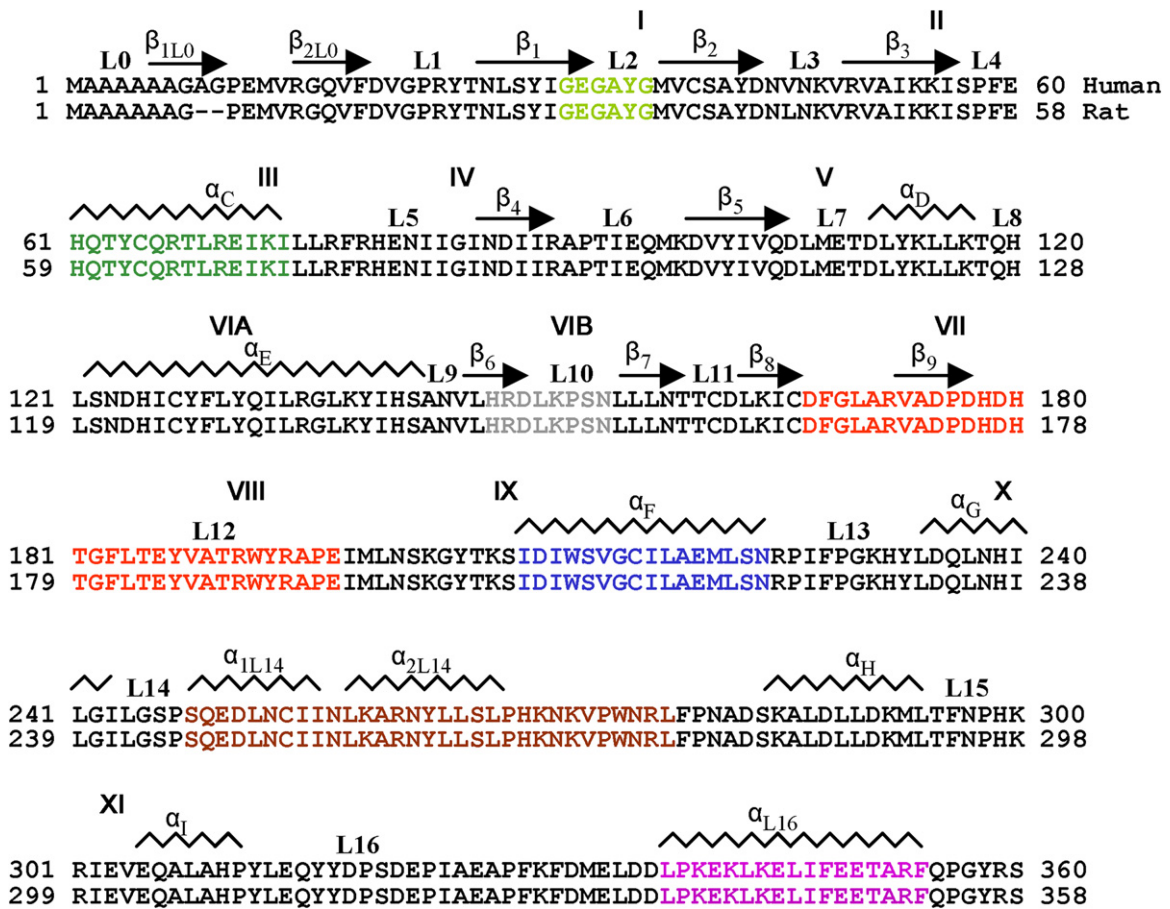 I II
L0 β1L0 β2L0 L1 β1 L2 β2 L3 β3 L4
1 MAAAAAAGAGPEMVRGQVFDVGPRYTNLSYIGEGAYGMVCSAYDNVNKVRVAIKKISPFE 60 Human
1 MAAAAAAG--PEMVRGQVFDVGPRYTNLSYIGEGAYGMVCSAYDNLNKVRVAIKKISPFE 58 Rat
III IV V
αC L5 β4 L6 β5 L7 αD L8
61 HQTYCQRTLREIKILLRFRHENIIGINDIIRAPTIEQMKDVYIVQDLMETDLYKLLKTQH 120
59 HQTYCQRTLREIKILLRFRHENIIGINDIIRAPTIEQMKDVYIVQDLMETDLYKLLKTQH 128
VIA VIB VII
αE L9 β6 L10 β7 L11 β8 β9
121 LSNDHICYFLYQILRGLKYIHSANVLHRDLKPSNLLLNTTCDLKICDFGLARVADPDHDH 180
119 LSNDHICYFLYQILRGLKYIHSANVLHRDLKPSNLLLNTTCDLKICDFGLARVADPDHDH 178
VIII IX X
L12 αF L13 αG
181 TGFLTEYVATRWYRAPEIMLNSKGYTKSIDIWSVGCILAEMLSNRPIFPGKHYLDQLNHI 240
179 TGFLTEYVATRWYRAPEIMLNSKGYTKSIDIWSVGCILAEMLSNRPIFPGKHYLDQLNHI 238
L14 α1L14 α2L14 αH L15
241 LGILGSPSQEDLNCIINLKARNYLLSLPHKNKVPWNRLFPNADSKALDLLDKMLTFNPHK 300
239 LGILGSPSQEDLNCIINLKARNYLLSLPHKNKVPWNRLFPNADSKALDLLDKMLTFNPHK 298
XI
αI L16 αL16
301 RIEVEQALAHPYLEQYYDPSDEPIAEAPFKFDMELDDLPKEKLKELIFEETARFQPGYRS 360
299 RIEVEQALAHPYLEQYYDPSDEPIAEAPFKFDMELDDLPKEKLKELIFEETARFQPGYRS 358